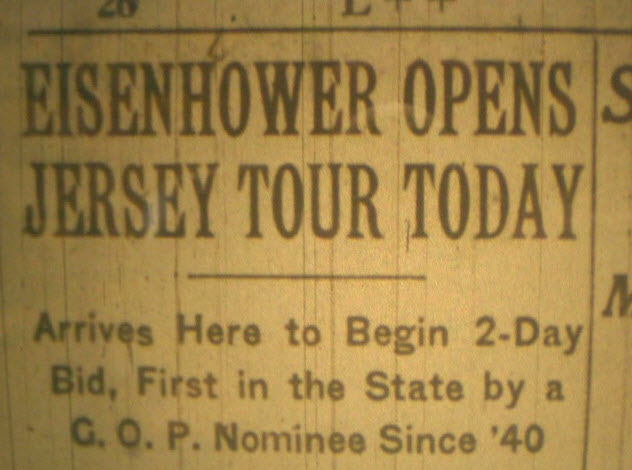 26
EISENHOWER OPENS
JERSEY TOUR TODAY
Arrives Here to Begin 2-Day
Bid, First in the State by a
G. O. P. Nominee Since '40
S
M